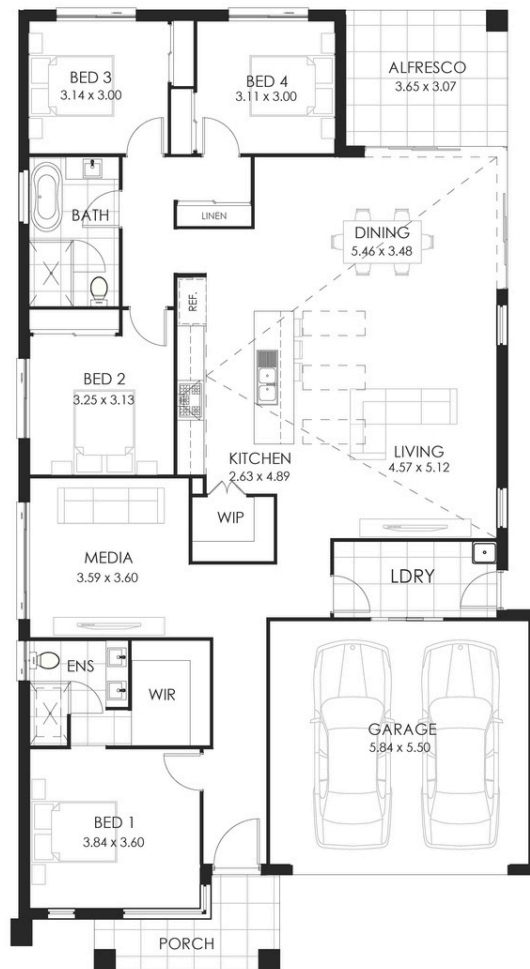 BED 3
3.14 x 3.00
BED 4
3.11 x 3.00
ALFRESCO
3.65 x 3.07
BATH
LINEN
DINING
5.46 x 3.48
REF.
BED 2
3.25 x 3.13
KITCHEN
2.63 x 4.89
LIVING
4.57 x 5.12
WIP
MEDIA
3.59 x 3.60
LDRY
ENS
WIR
GARAGE
5.84 x 5.50
BED 1
3.84 x 3.60
PORCH